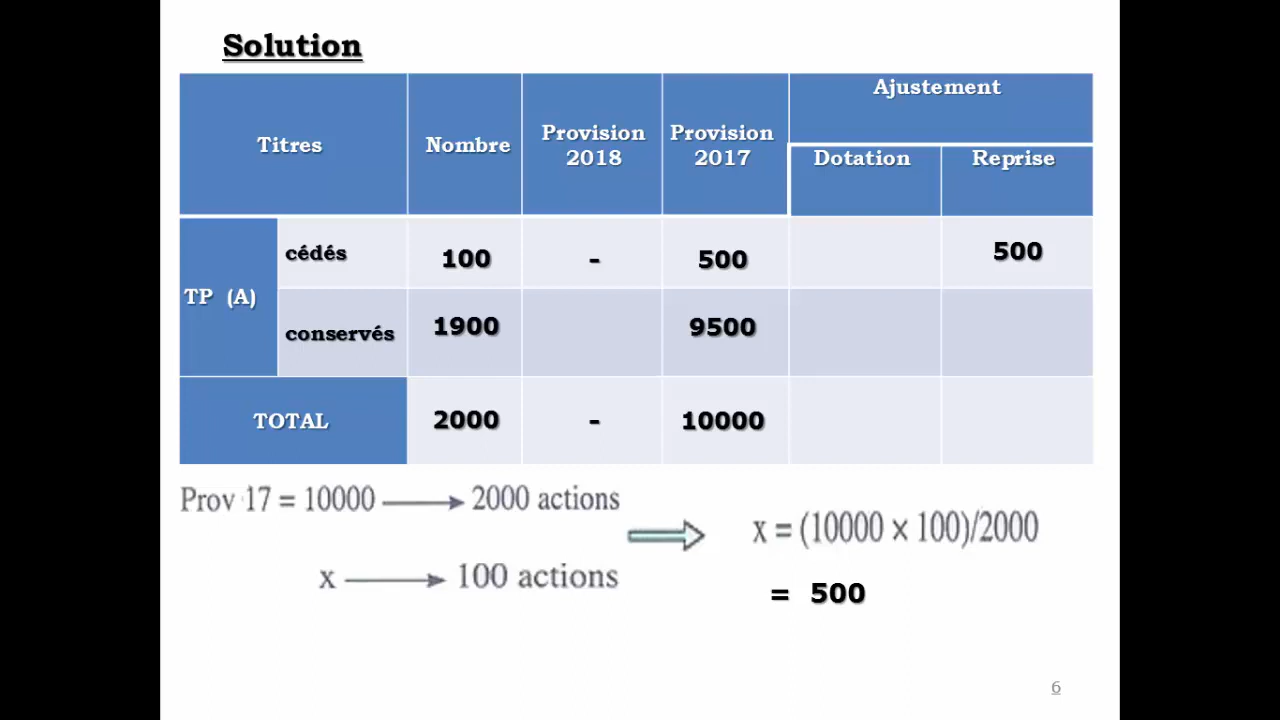 Solution
Titres Nombre Provision 2018 Provision 2017 Ajustement
Dotation Reprise
TP (A) cédés 100 - 500 500
conservés 1900 9500
TOTAL 2000 - 10000
Prov 17 = 10000 → 2000 actions
x = (10000 × 100)/2000
x → 100 actions
= 500
6